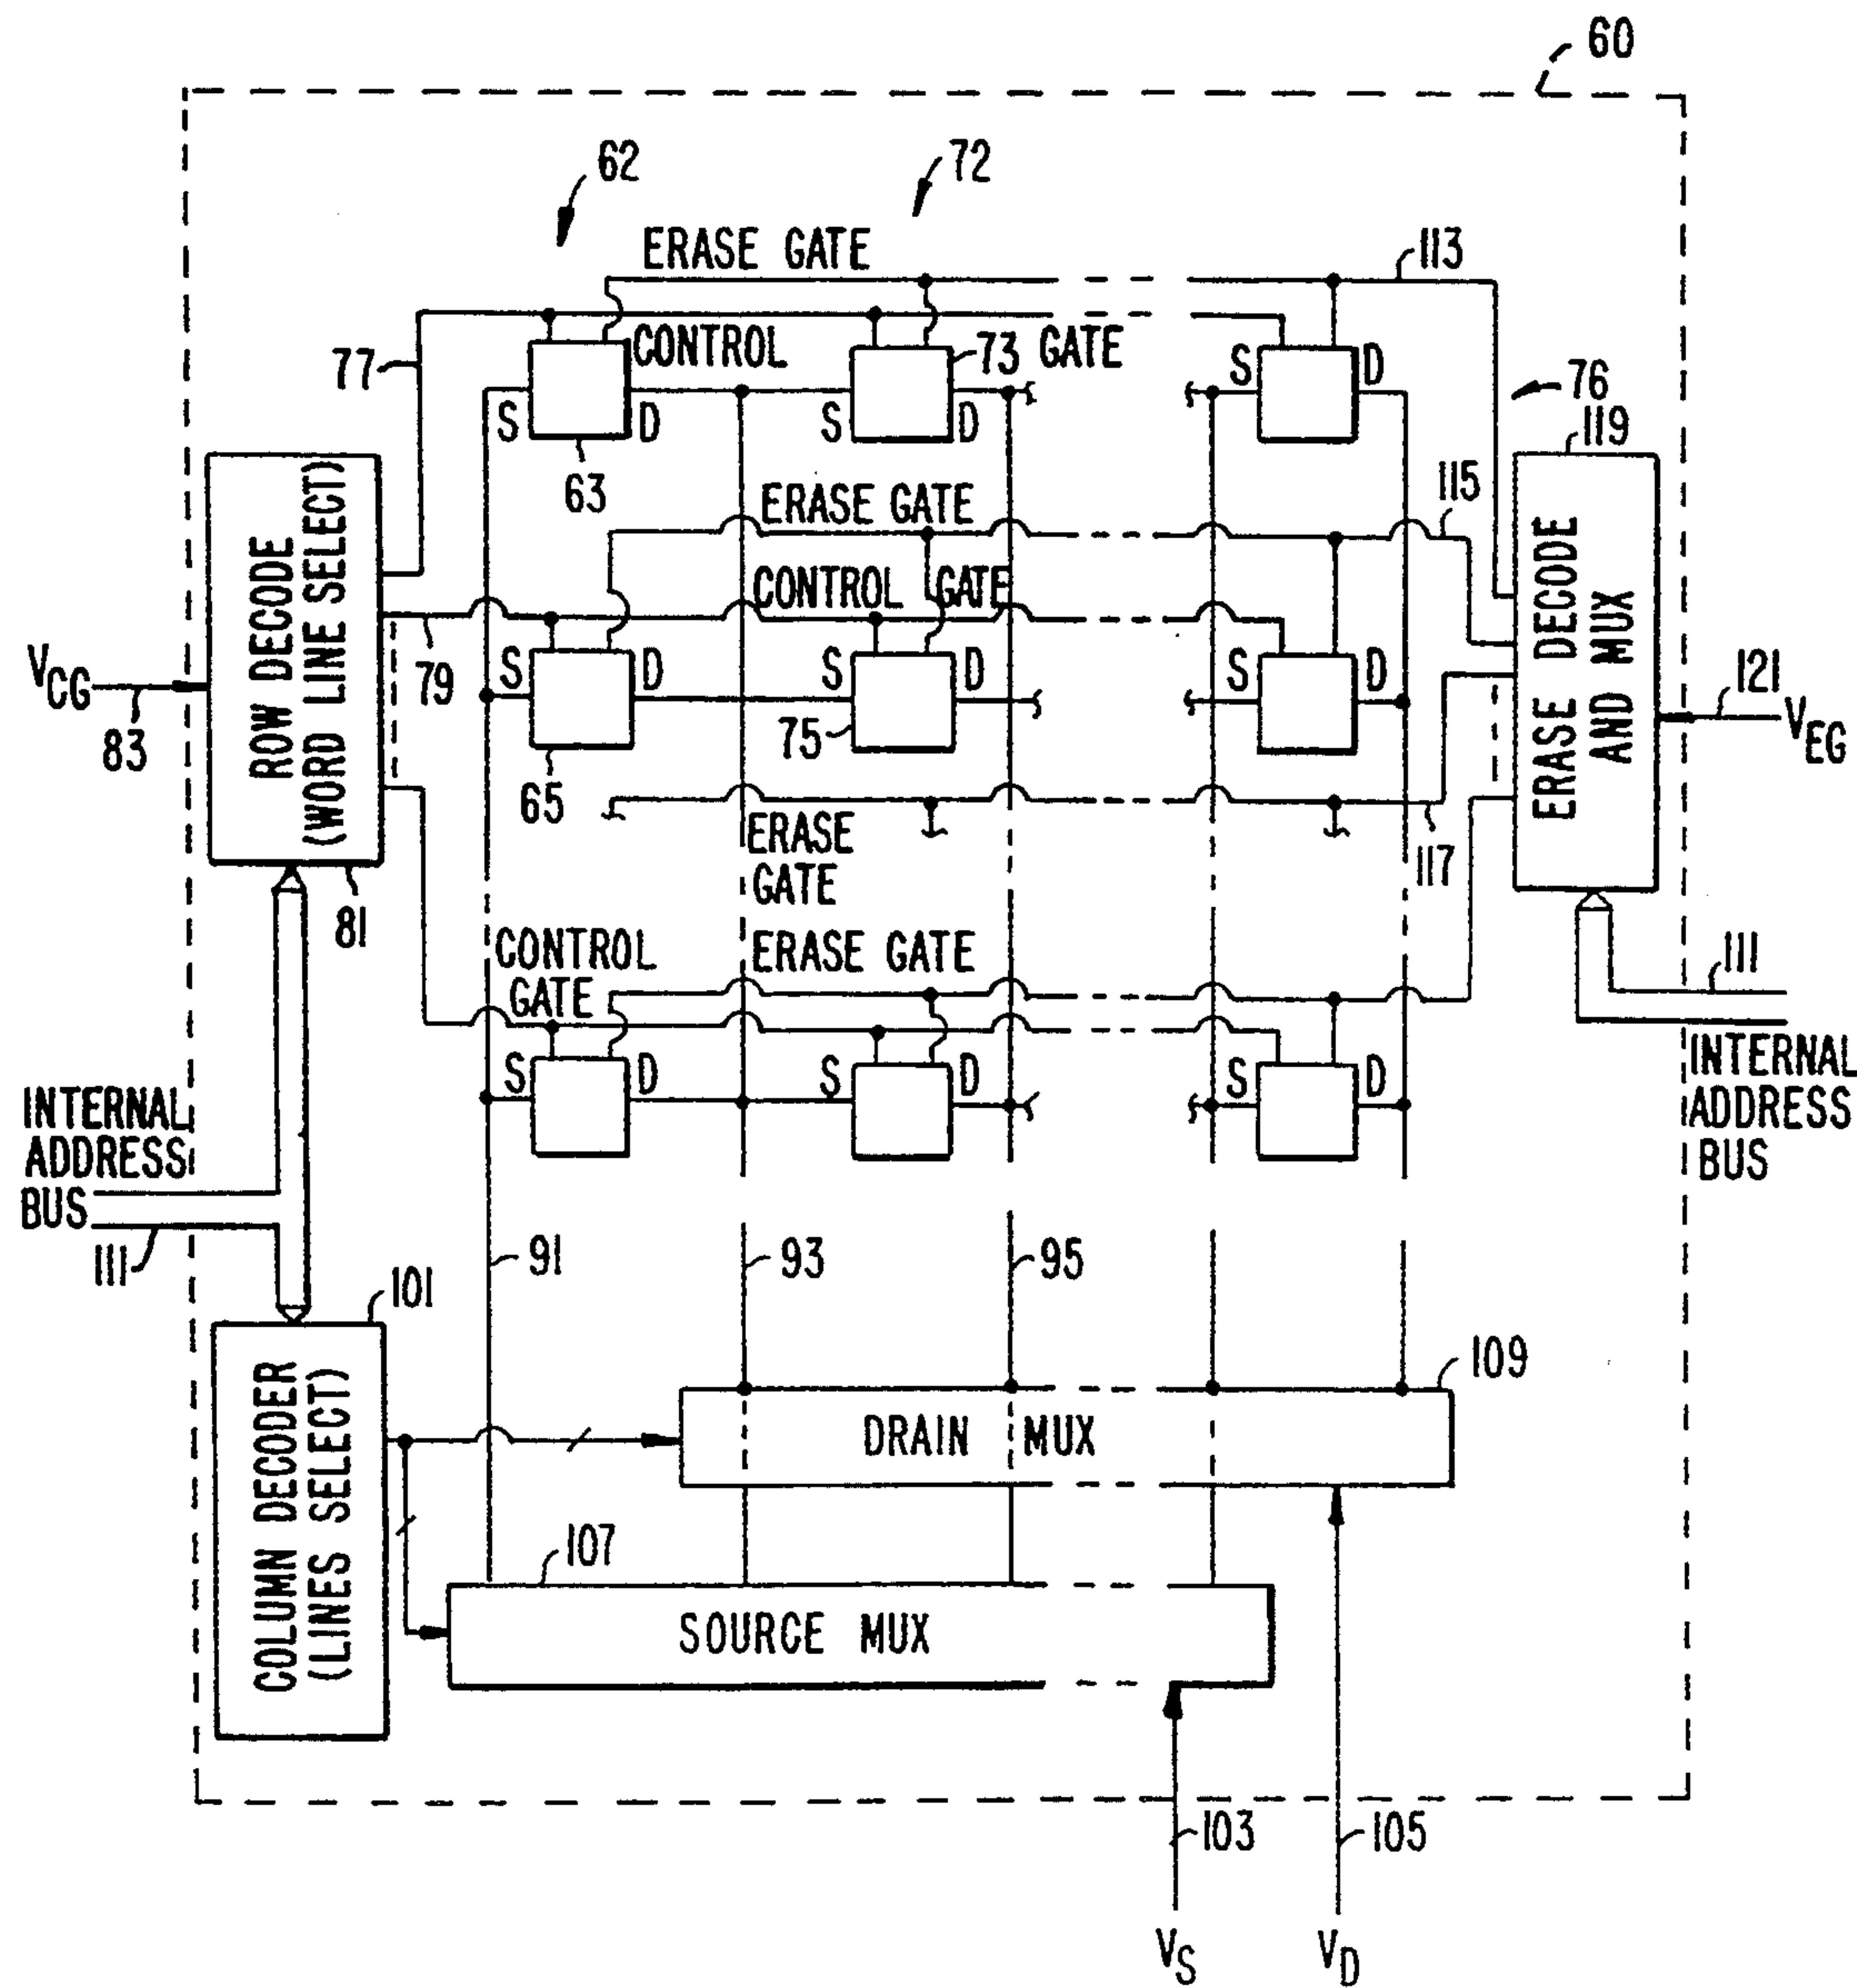 60
62
72
ERASE GATE
113
77
CONTROL
73
GATE
S
D
76
S
D
S
D
119
63
ERASE GATE
115
ROW DECODE
(WORD LINE SELECT)
CONTROL GATE
ERASE DECODE
AND MUX
VCG
83
79
S
D
S
D
S
D
121
VEG
75
65
ERASE
GATE
117
81
CONTROL
GATE
ERASE GATE
111
S
D
S
D
S
D
INTERNAL
ADDRESS
BUS
INTERNAL
ADDRESS
BUS
111
91
93
95
101
COLUMN DECODER
(LINES SELECT)
109
DRAIN MUX
107
SOURCE MUX
103
105
VS
VD